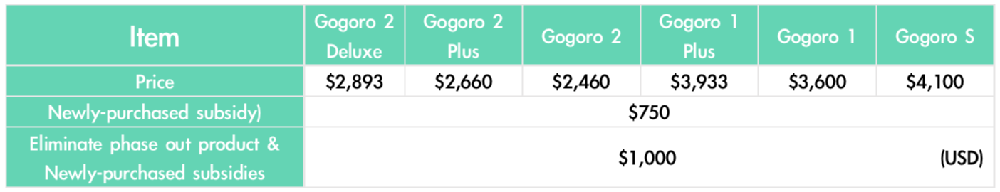 Item Gogoro 2 Deluxe Gogoro 2 Plus Gogoro 2 Gogoro 1 Plus Gogoro 1 Gogoro S
Price $2,893 $2,660 $2,460 $3,933 $3,600 $4,100
Newly-purchased subsidy) $750
Eliminate phase out product &
Newly-purchased subsidies $1,000 (USD)